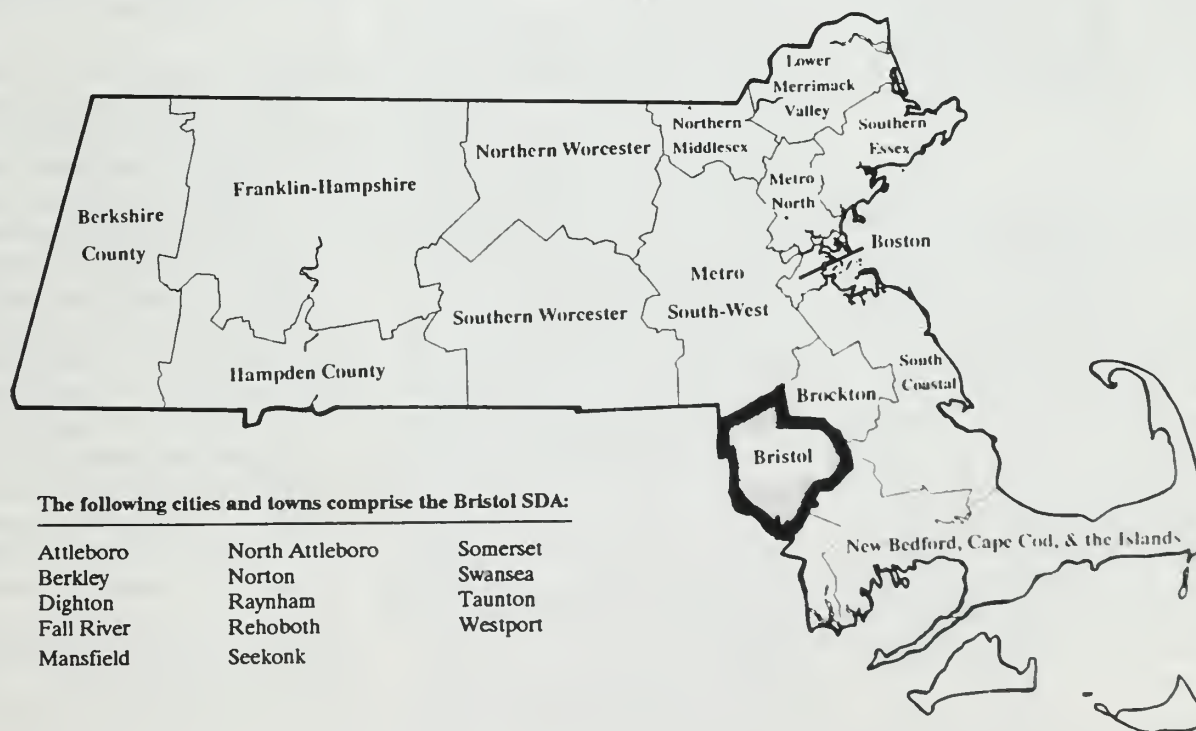 Lower
Merrimack
Valley
Northern
Middlesex
Southern
Essex
Northern Worcester
Metro
North
Franklin-Hampshire
Berkshire
County
Boston
Metro
South-West
Southern Worcester
South
Coastal
Hampden County
Brockton
Bristol
New Bedford, Cape Cod, & the Islands
The following cities and towns comprise the Bristol SDA:
Attleboro North Attleboro Somerset
Berkley Norton Swansea
Dighton Raynham Taunton
Fall River Rehoboth Westport
Mansfield Seekonk